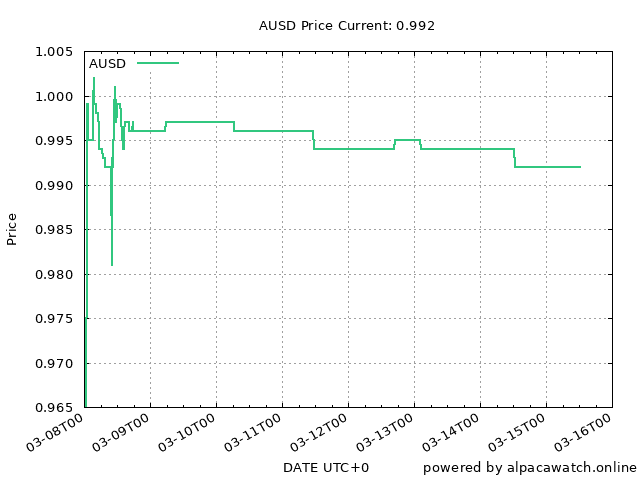 AUSD Price Current: 0.992
AUSD
1.005
1.000
0.995
0.990
0.985
0.980
0.975
0.970
0.965
Price
03-08T00
03-09T00
03-10T00
03-11T00
03-12T00
03-13T00
03-14T00
03-15T00
03-16T00
DATE UTC+0
powered by alpacawatch.online